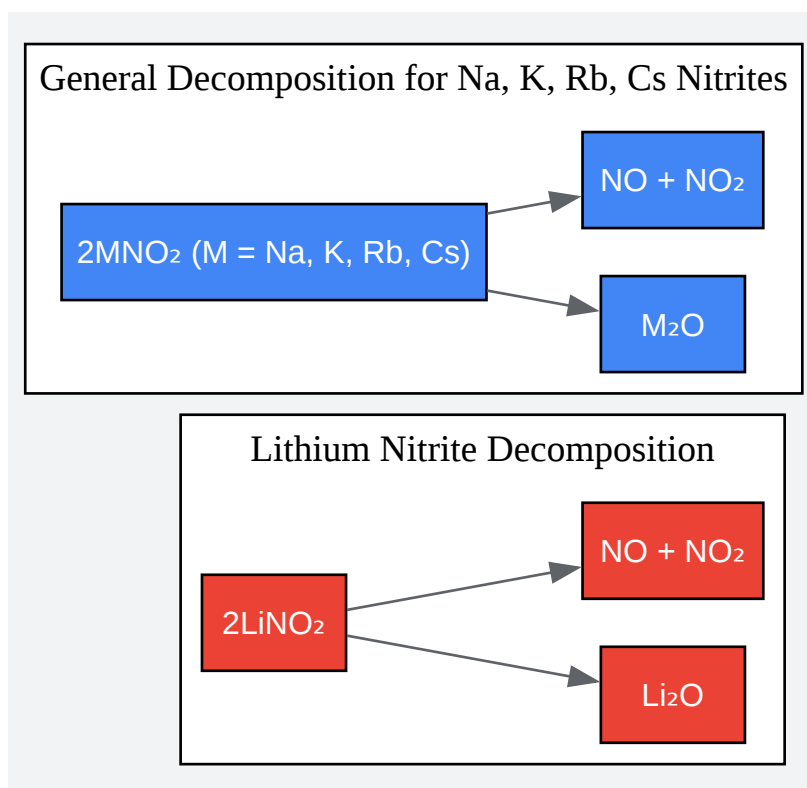 General Decomposition for Na, K, Rb, Cs Nitrites
NO + NO₂
2MNO₂ (M = Na, K, Rb, Cs)
M₂O
Lithium Nitrite Decomposition
NO + NO₂
2LiNO₂
Li₂O